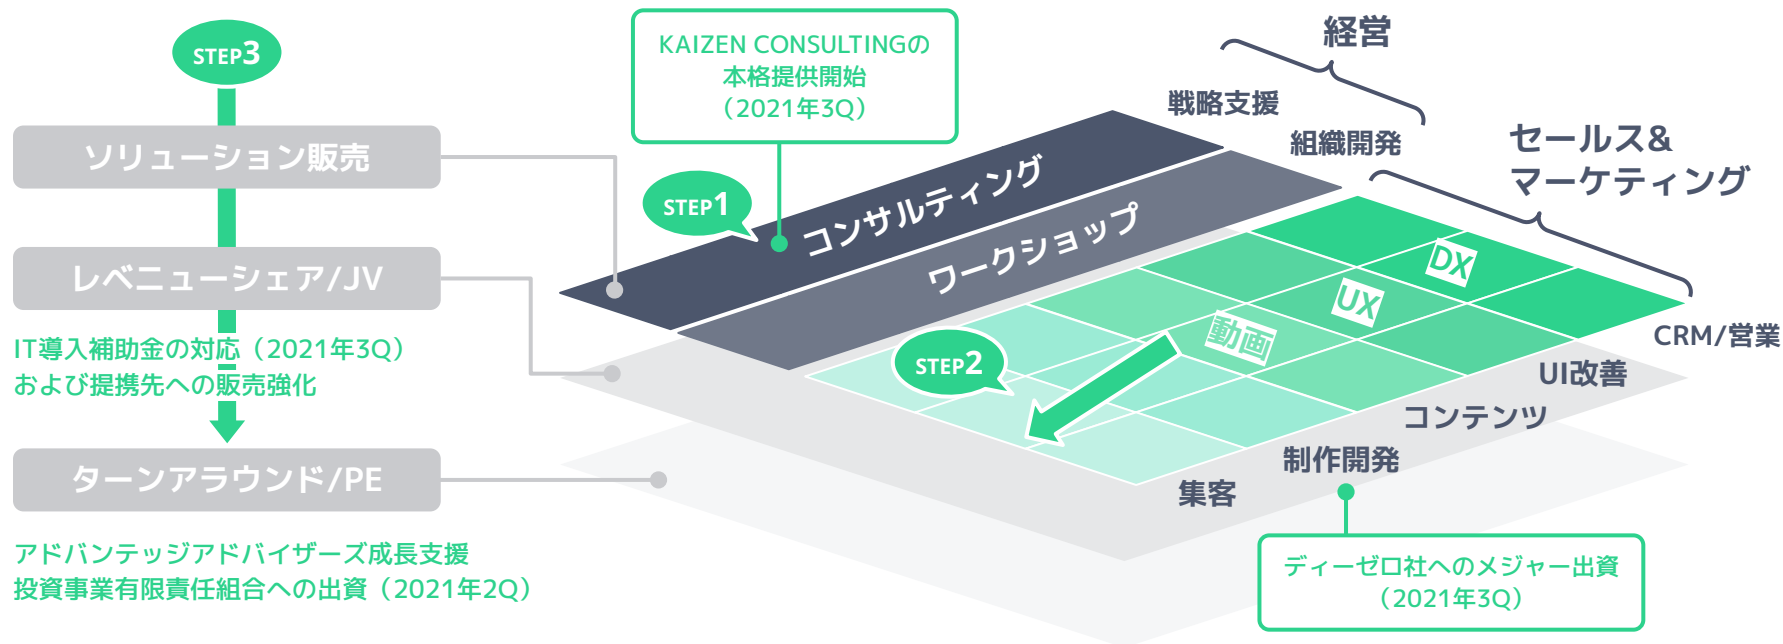 STEP3
ソリューション販売
レベニューシェア/JV
IT導入補助金の対応（2021年3Q）
および提携先への販売強化
ターンアラウンド/PE
アドバンテッジアドバイザーズ成長支援
投資事業有限責任組合への出資（2021年2Q）
KAIZEN CONSULTINGの
本格提供開始
（2021年3Q）
STEP1
コンサルティング
ワークショップ
経営
戦略支援
組織開発
セールス&
マーケティング
DX
UX
動画
STEP2
CRM/営業
UI改善
コンテンツ
制作開発
集客
ディーゼロ社へのメジャー出資
（2021年3Q）